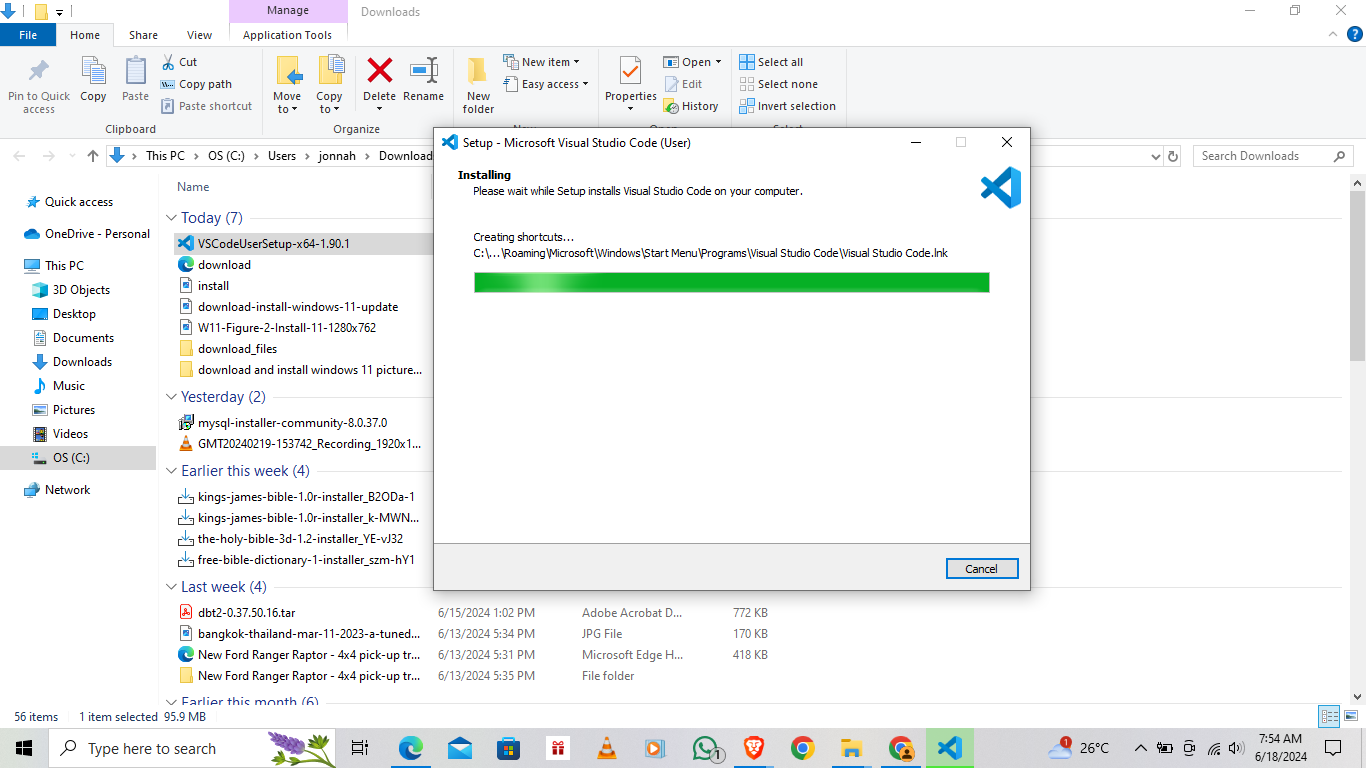 Manage
Downloads
File
Home
Share
View
Application Tools
Pin to Quick access
Copy
Paste
Cut
Copy path
Paste shortcut
Clipboard
Move to
Copy to
Delete
Rename
Organize
New folder
New item
Easy access
Properties
Open
Edit
History
Select all
Select none
Invert selection
Setup - Microsoft Visual Studio Code (User)
This PC
OS (C:)
Users
jonnah
Download
Search Downloads
Installing
Please wait while Setup installs Visual Studio Code on your computer.
Creating shortcuts...
C:\...\Roaming\Microsoft\Windows\Start Menu\Programs\Visual Studio Code\Visual Studio Code.lnk
Cancel
Quick access
OneDrive - Personal
This PC
3D Objects
Desktop
Documents
Downloads
Music
Pictures
Videos
OS (C:)
Network
Name
Today (7)
VSCodeUserSetup-x64-1.90.1
download
install
download-install-windows-11-update
W11-Figure-2-Install-11-1280x762
download_files
download and install windows 11 picture...
Yesterday (2)
mysql-installer-community-8.0.37.0
GMT20240219-153742_Recording_1920x1...
Earlier this week (4)
kings-james-bible-1.0r-installer_B2ODa-1
kings-james-bible-1.0r-installer_k-MWN...
the-holy-bible-3d-1.2-installer_YE-vJ32
free-bible-dictionary-1-installer_szm-hY1
Last week (4)
dbt2-0.37.50.16.tar 6/15/2024 1:02 PM Adobe Acrobat D... 772 KB
bangkok-thailand-mar-11-2023-a-tuned... 6/13/2024 5:34 PM JPG File 170 KB
New Ford Ranger Raptor - 4x4 pick-up tr... 6/13/2024 5:31 PM Microsoft Edge H... 418 KB
New Ford Ranger Raptor - 4x4 pick-up tr... 6/13/2024 5:35 PM File folder
Earlier this month (6)
56 items 1 item selected 95.9 MB
Type here to search
1
1
26°C
7:54 AM
6/18/2024